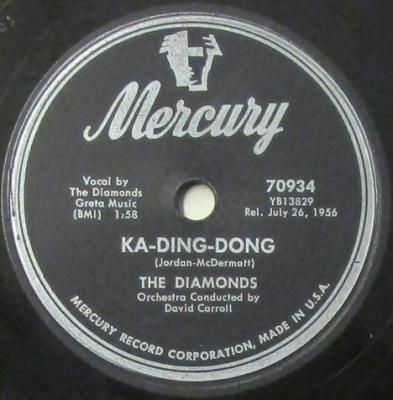 Mercury
Vocal by
The Diamonds
Greta Music
(BMI) 1:58
70934
YB13829
Rel. July 26, 1956
KA-DING-DONG
(Jordan-McDermott)
THE DIAMONDS
Orchestra Conducted by
David Carroll
MERCURY RECORD CORPORATION, MADE IN U.S.A.